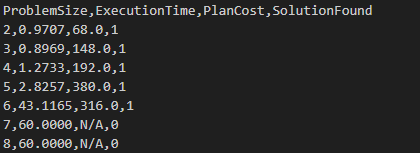 ProblemSize,ExecutionTime,PlanCost,SolutionFound
2,0.9707,68.0,1
3,0.8969,148.0,1
4,1.2733,192.0,1
5,2.8257,380.0,1
6,43.1165,316.0,1
7,60.0000,N/A,0
8,60.0000,N/A,0